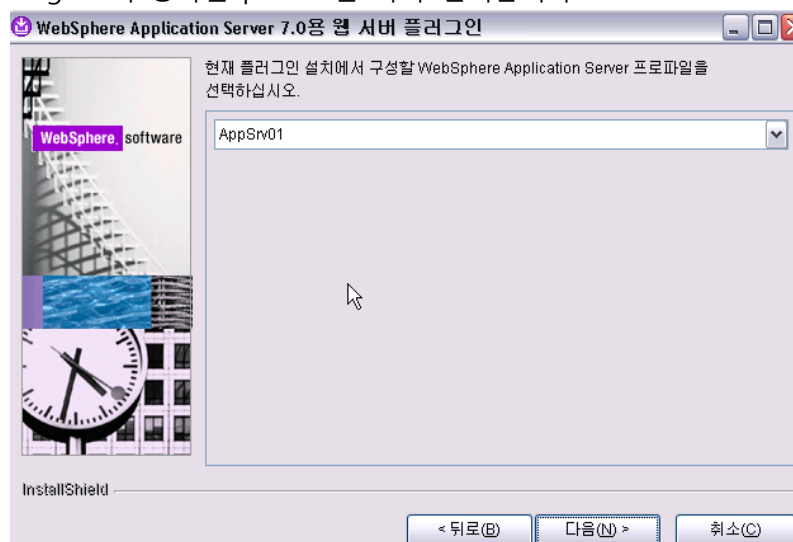 WebSphere Application Server 7.0용 웹 서버 플러그인
현재 플러그인 설치에서 구성할 WebSphere Application Server 프로파일을
선택하십시오.
WebSphere. software
AppSrv01
InstallShield
< 뒤로(B)
다음(N) >
취소(C)